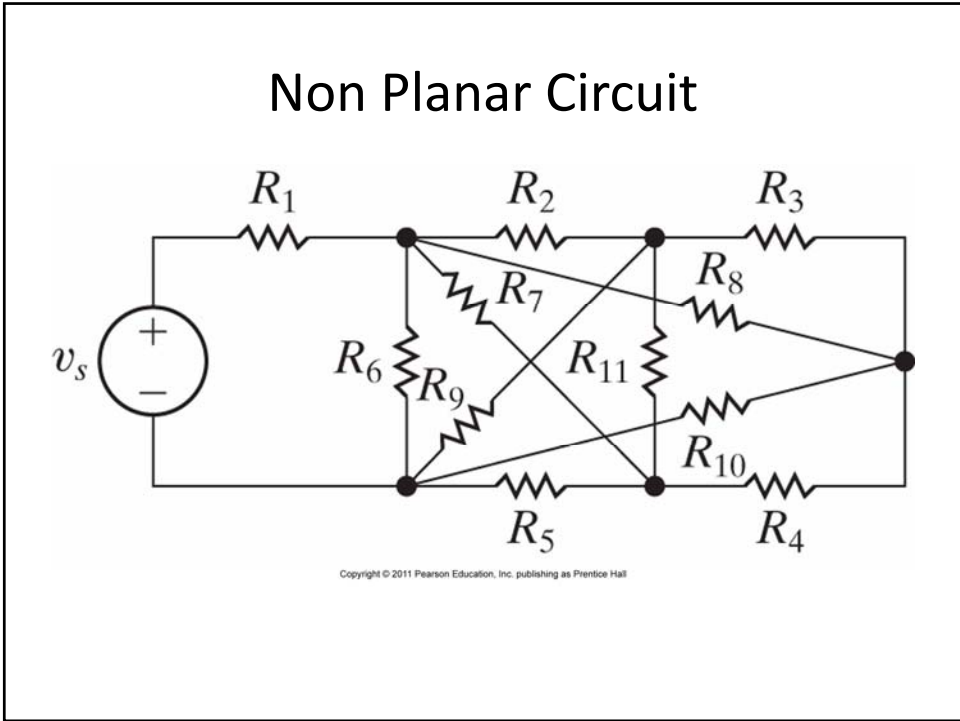 Non Planar Circuit
R1 R2 R3
R8
R7
+
vs
R6 R11
R9
−
R10
R5 R4
Copyright © 2011 Pearson Education, Inc. publishing as Prentice Hall